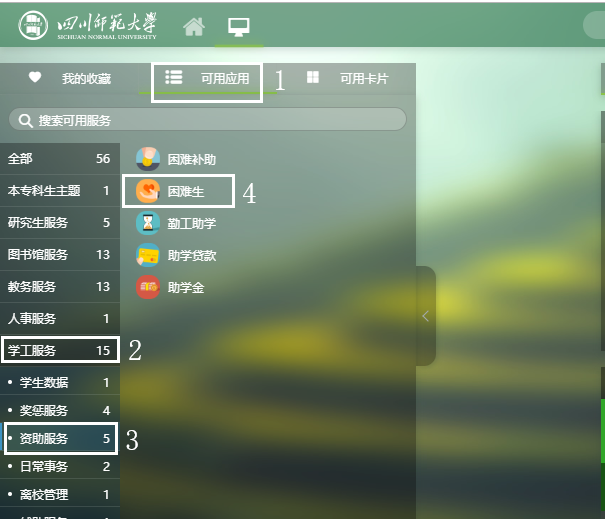 四川师范大学
SICHUAN NORMAL UNIVERSITY
我的收藏
可用应用
1
可用卡片
搜索可用服务
全部 56
本专科生主题 1
研究生服务 5
图书馆服务 13
教务服务 13
人事服务 1
学工服务 15
2
学生数据 1
奖惩服务 4
资助服务 5
3
日常事务 2
离校管理 1
困难补助
困难生
4
勤工助学
助学贷款
助学金